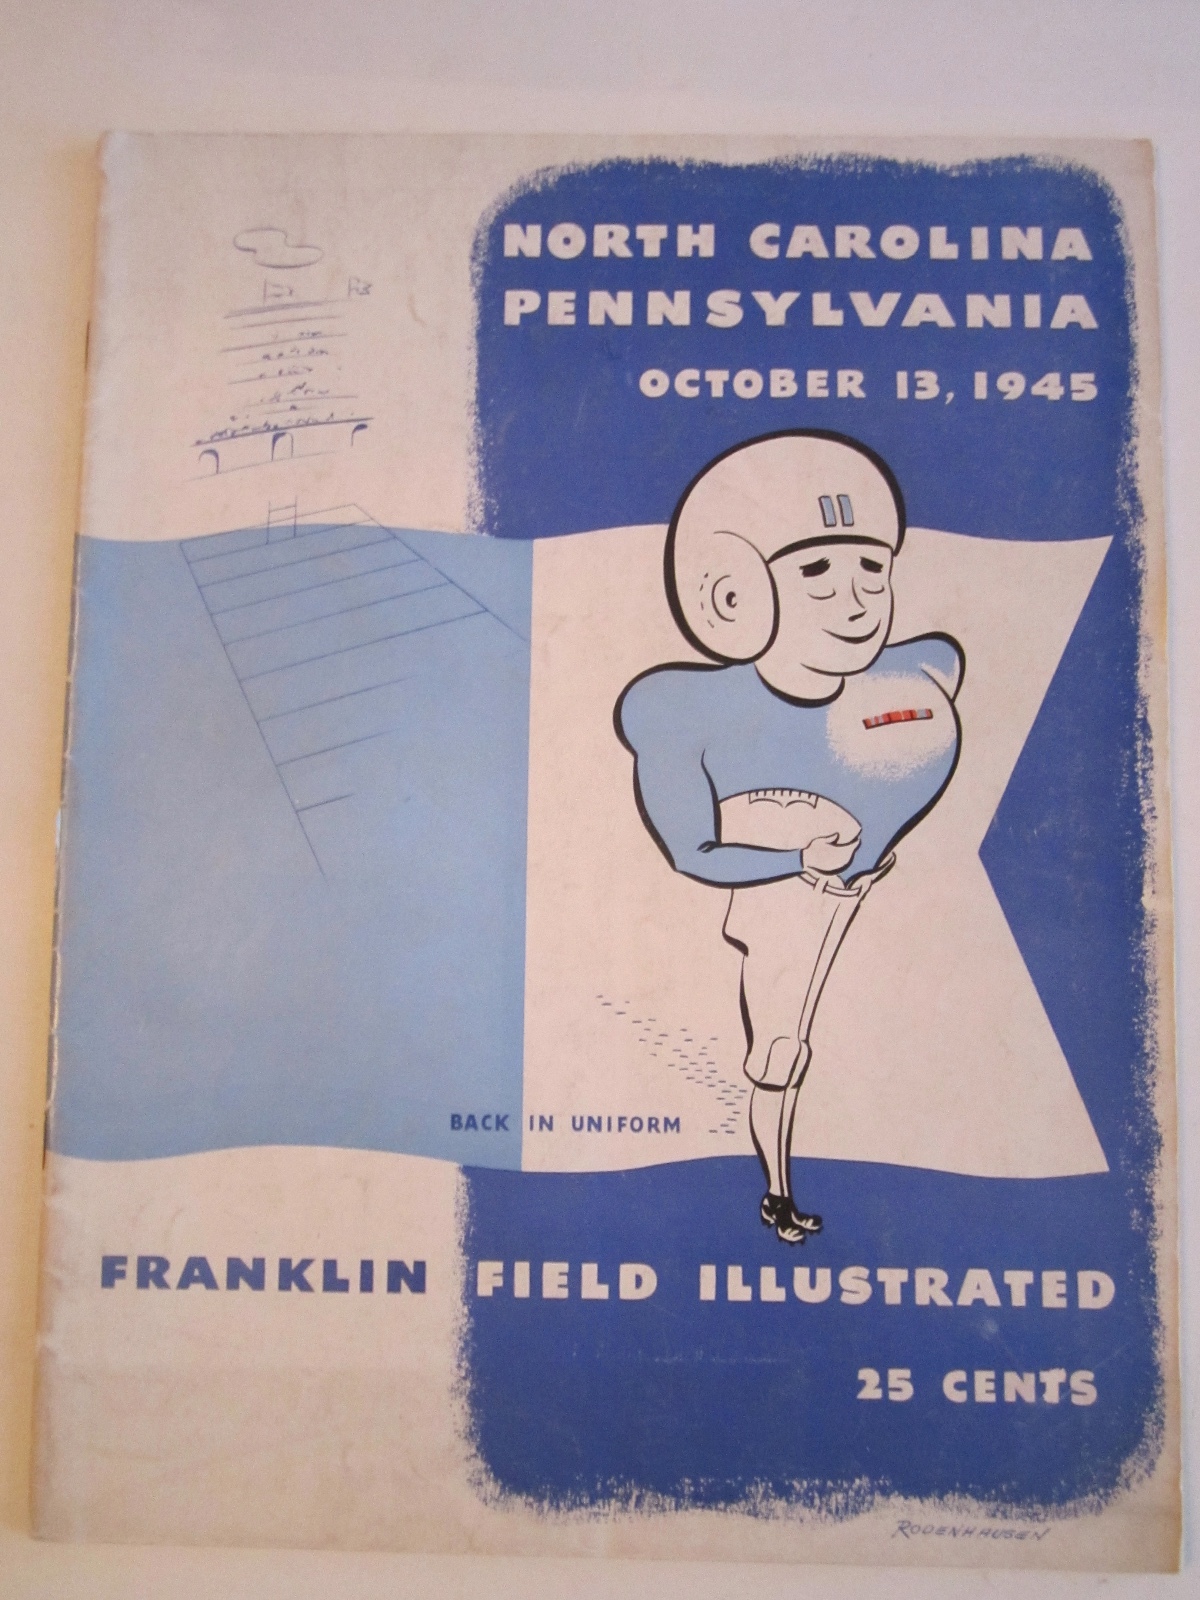 NORTH CAROLINA
PENNSYLVANIA
OCTOBER 13, 1945
BACK IN UNIFORM
FRANKLIN FIELD ILLUSTRATED
25 CENTS
RODENHAUSEN